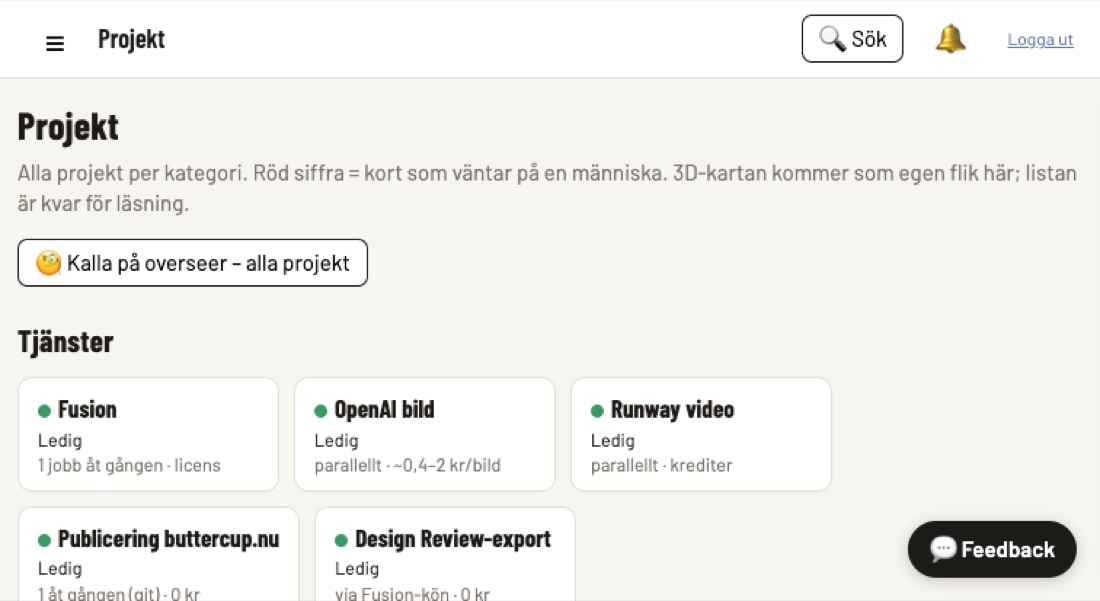 Projekt
Sök
Logga ut
Projekt
Alla projekt per kategori. Röd siffra = kort som väntar på en människa. 3D-kartan kommer som egen flik här; listan
är kvar för läsning.
Kalla på overseer – alla projekt
Tjänster
Fusion
Ledig
1 jobb åt gången · licens
OpenAI bild
Ledig
parallellt · ~0,4–2 kr/bild
Runway video
Ledig
parallellt · krediter
Publicering buttercup.nu
Ledig
1 åt gången (git) · 0 kr
Design Review-export
Ledig
via Fusion-kön · 0 kr
Feedback